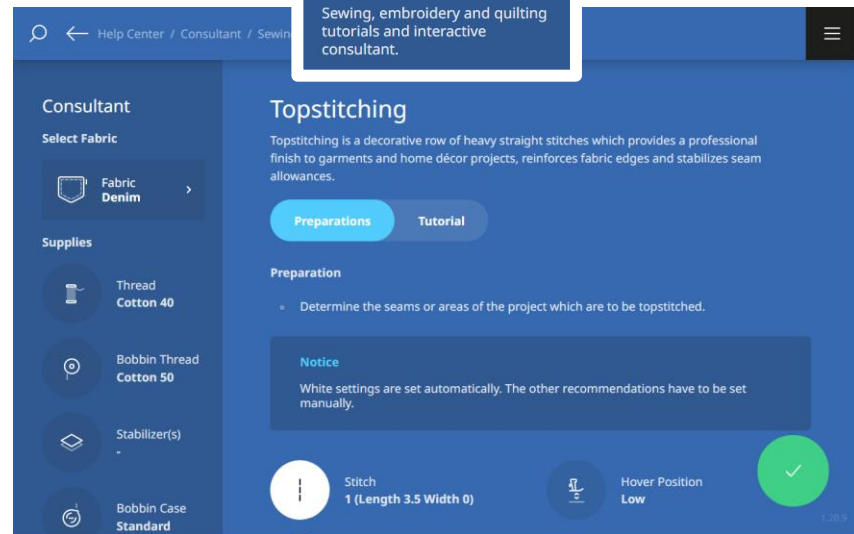 Sewing, embroidery and quilting
tutorials and interactive
consultant.
Help Center / Consultant / Sewin
Consultant
Select Fabric
Fabric
Denim
Supplies
Thread
Cotton 40
Bobbin Thread
Cotton 50
Stabilizer(s)
-
Bobbin Case
Standard
Topstitching
Topstitching is a decorative row of heavy straight stitches which provides a professional
finish to garments and home décor projects, reinforces fabric edges and stabilizes seam
allowances.
Preparations
Tutorial
Preparation
Determine the seams or areas of the project which are to be topstitched.
Notice
White settings are set automatically. The other recommendations have to be set
manually.
Stitch
1 (Length 3.5 Width 0)
Hover Position
Low
1.20.5